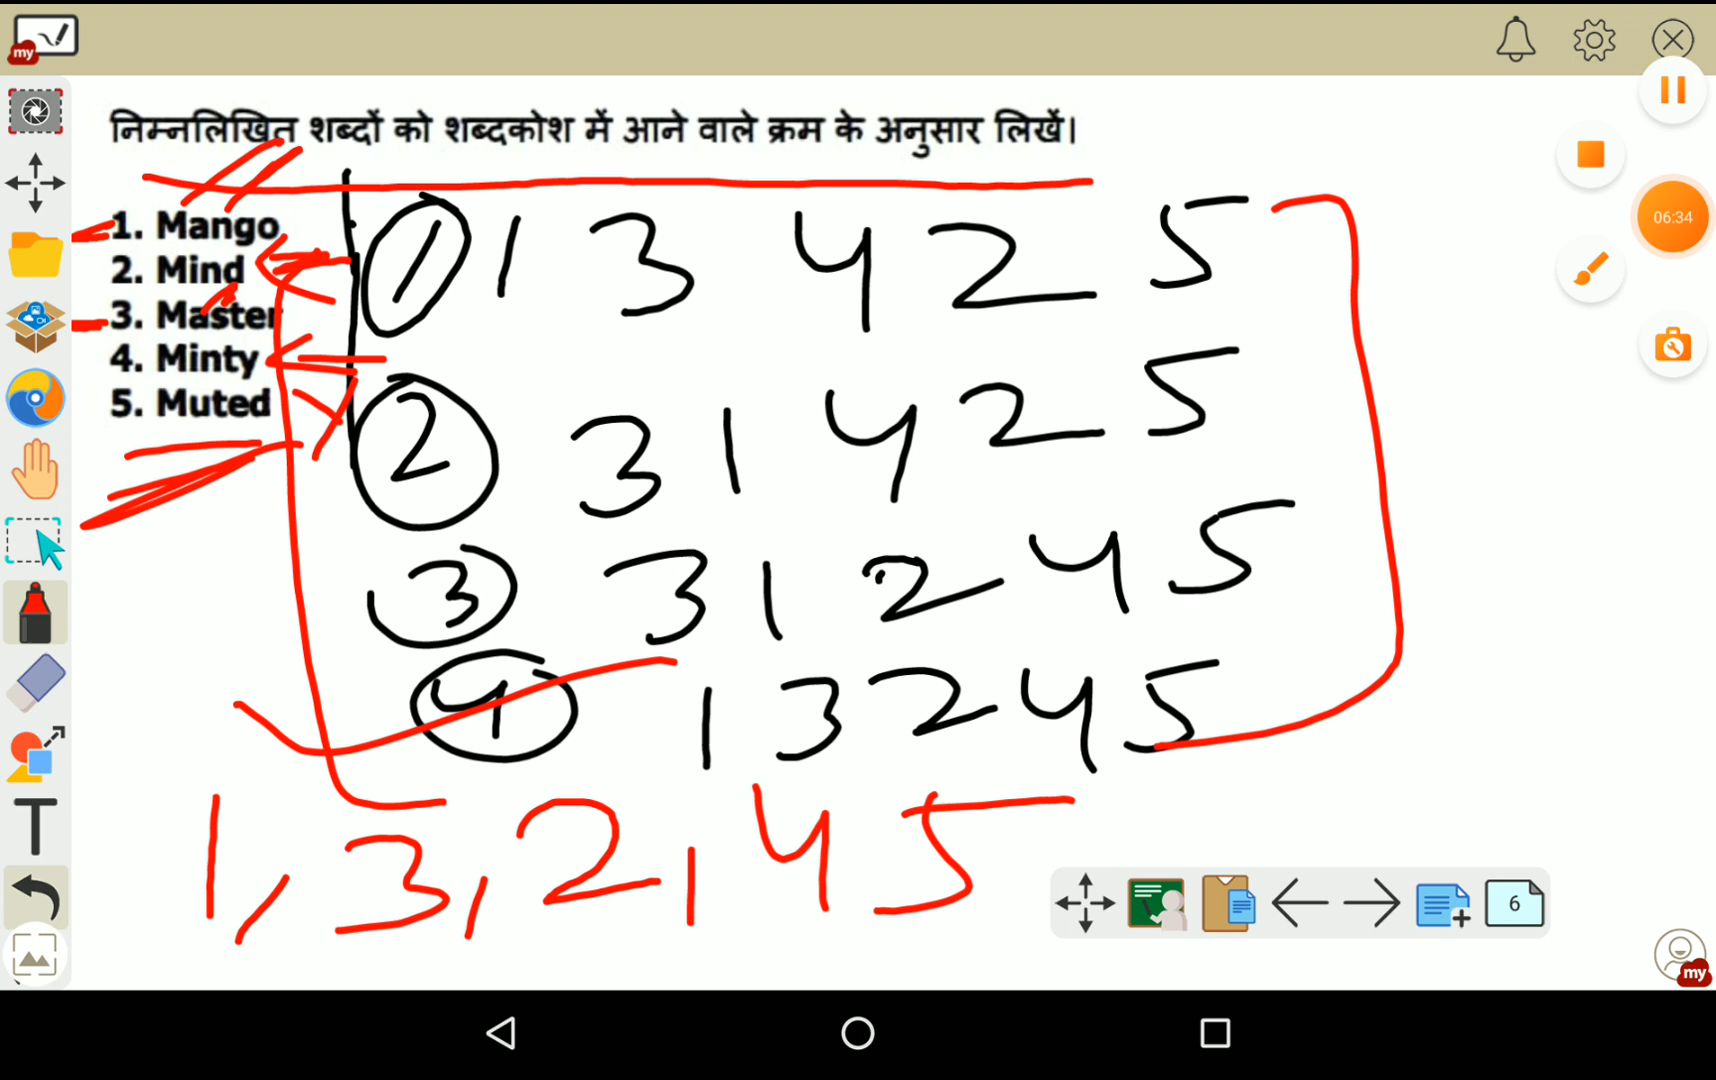 my
निम्नलिखित शब्दों को शब्दकोश में आने वाले क्रम के अनुसार लिखें।
1. Mango
2. Mind
3. Master
4. Minty
5. Muted
1 1 3 4 2 5
2 3 1 4 2 5
3 3 1 2 4 5
4 1 3 2 4 5
1, 3, 2, 4 5
06:34
T
6
my